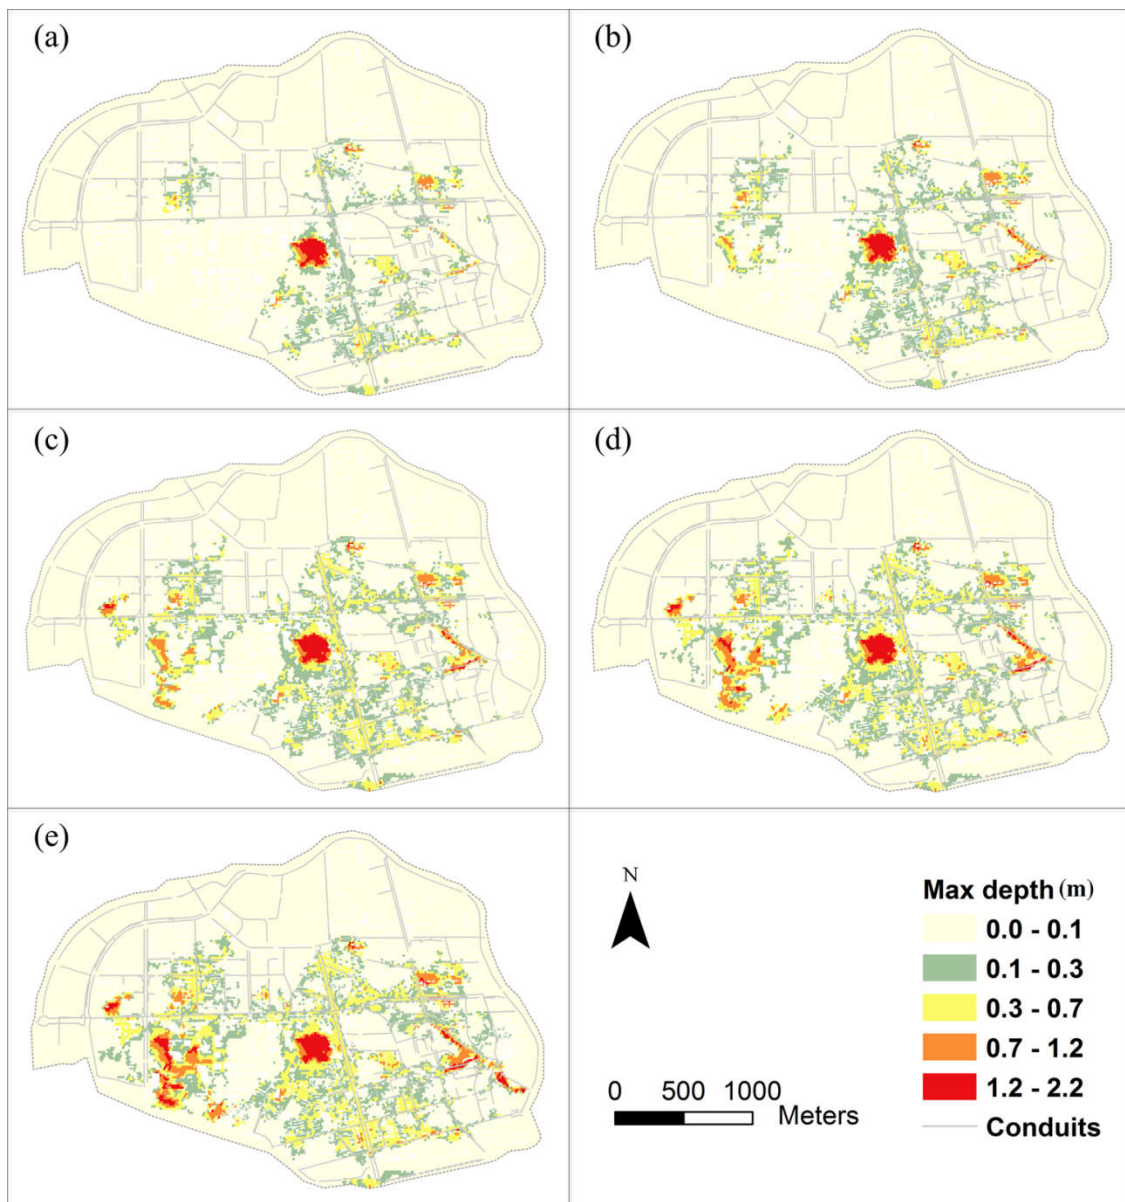 (a)
(b)
(c)
(d)
(e)
N
0 500 1000
Meters
Max depth (m)
0.0 - 0.1
0.1 - 0.3
0.3 - 0.7
0.7 - 1.2
1.2 - 2.2
Conduits